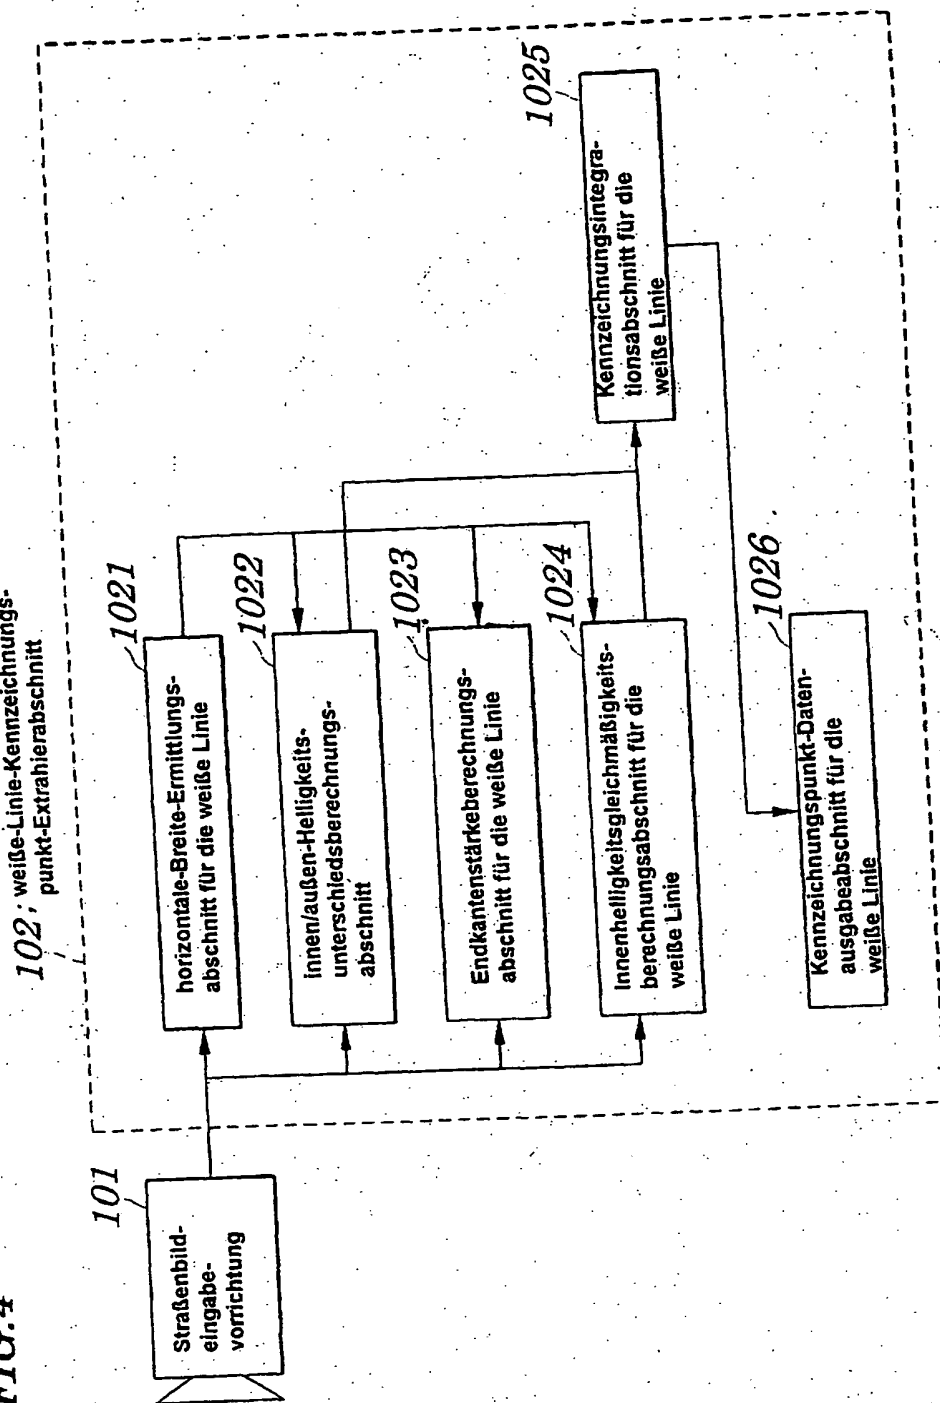 FIG.4
102; weiße-Linie-Kennzeichnungs-
punkt-Extrahierabschnitt
101
Straßenbild-
eingabe-
vorrichtung
1021
horizontale-Breite-Ermittlungs-
abschnitt für die weiße Linie
1022
Innen/außen-Helligkeits-
unterschiedsberechnungs-
abschnitt
1023
Endkantenstärkeberechnungs-
abschnitt für die weiße Linie
1024
Innenhelligkeitsgleichmäßigkeits-
berechnungsabschnitt für die
weiße Linie
1025
Kennzeichnungsintegra-
tionsabschnitt für die
weiße Linie
1026
Kennzeichnungspunkt-Daten-
ausgabeabschnitt für die
weiße Linie